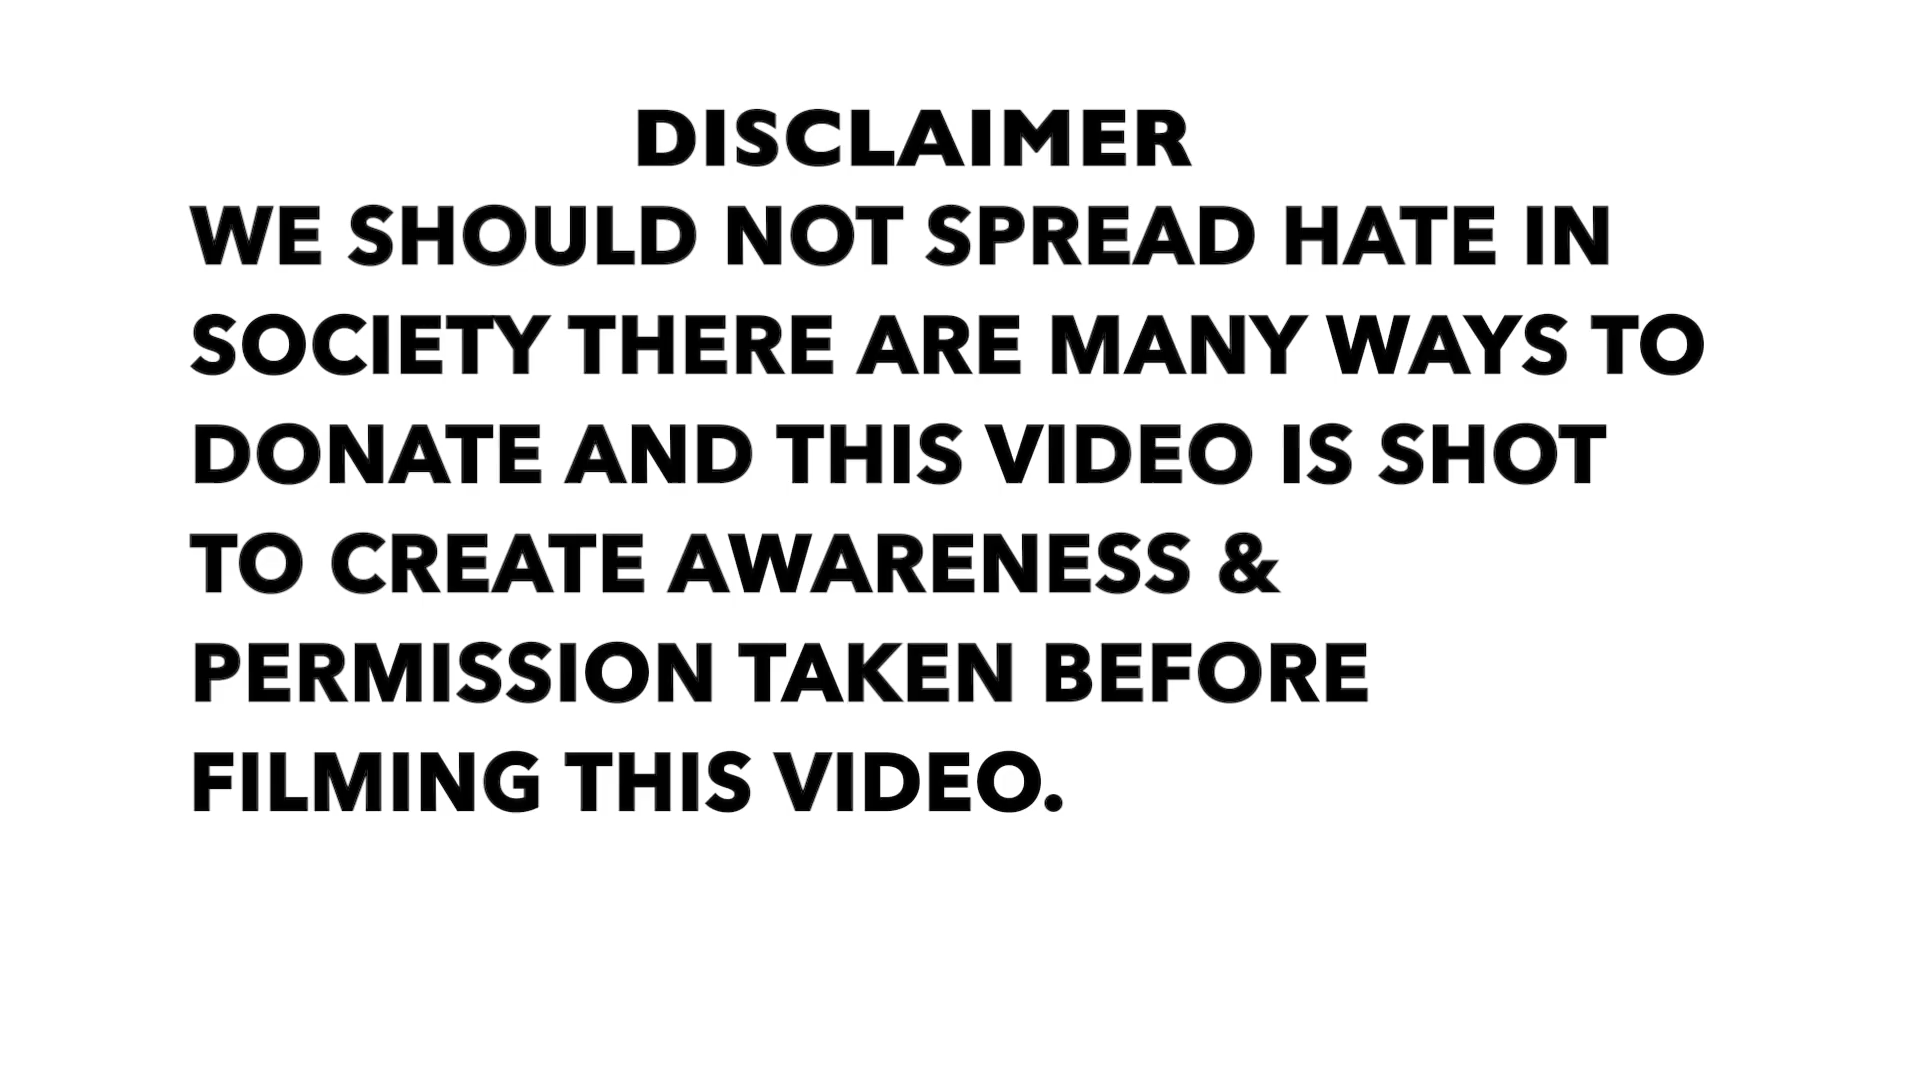 DISCLAIMER
WE SHOULD NOT SPREAD HATE IN
SOCIETY THERE ARE MANY WAYS TO
DONATE AND THIS VIDEO IS SHOT
TO CREATE AWARENESS &
PERMISSION TAKEN BEFORE
FILMING THIS VIDEO.